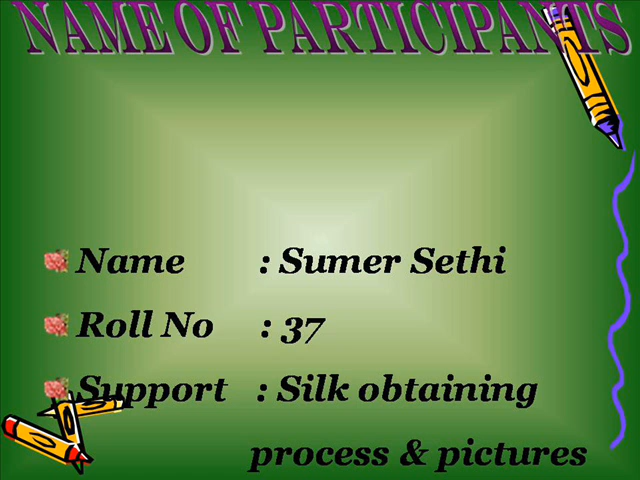 NAME OF PARTICIPANTS
Name : Sumer Sethi
Roll No : 37
Support : Silk obtaining
process & pictures